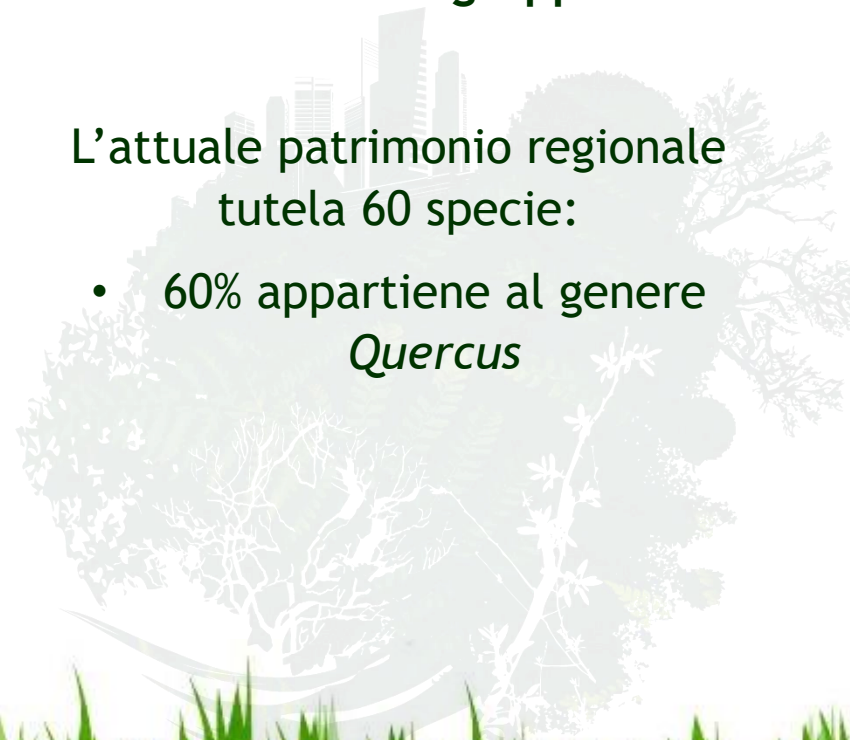 L’attuale patrimonio regionale
tutela 60 specie:
• 60% appartiene al genere
Quercus